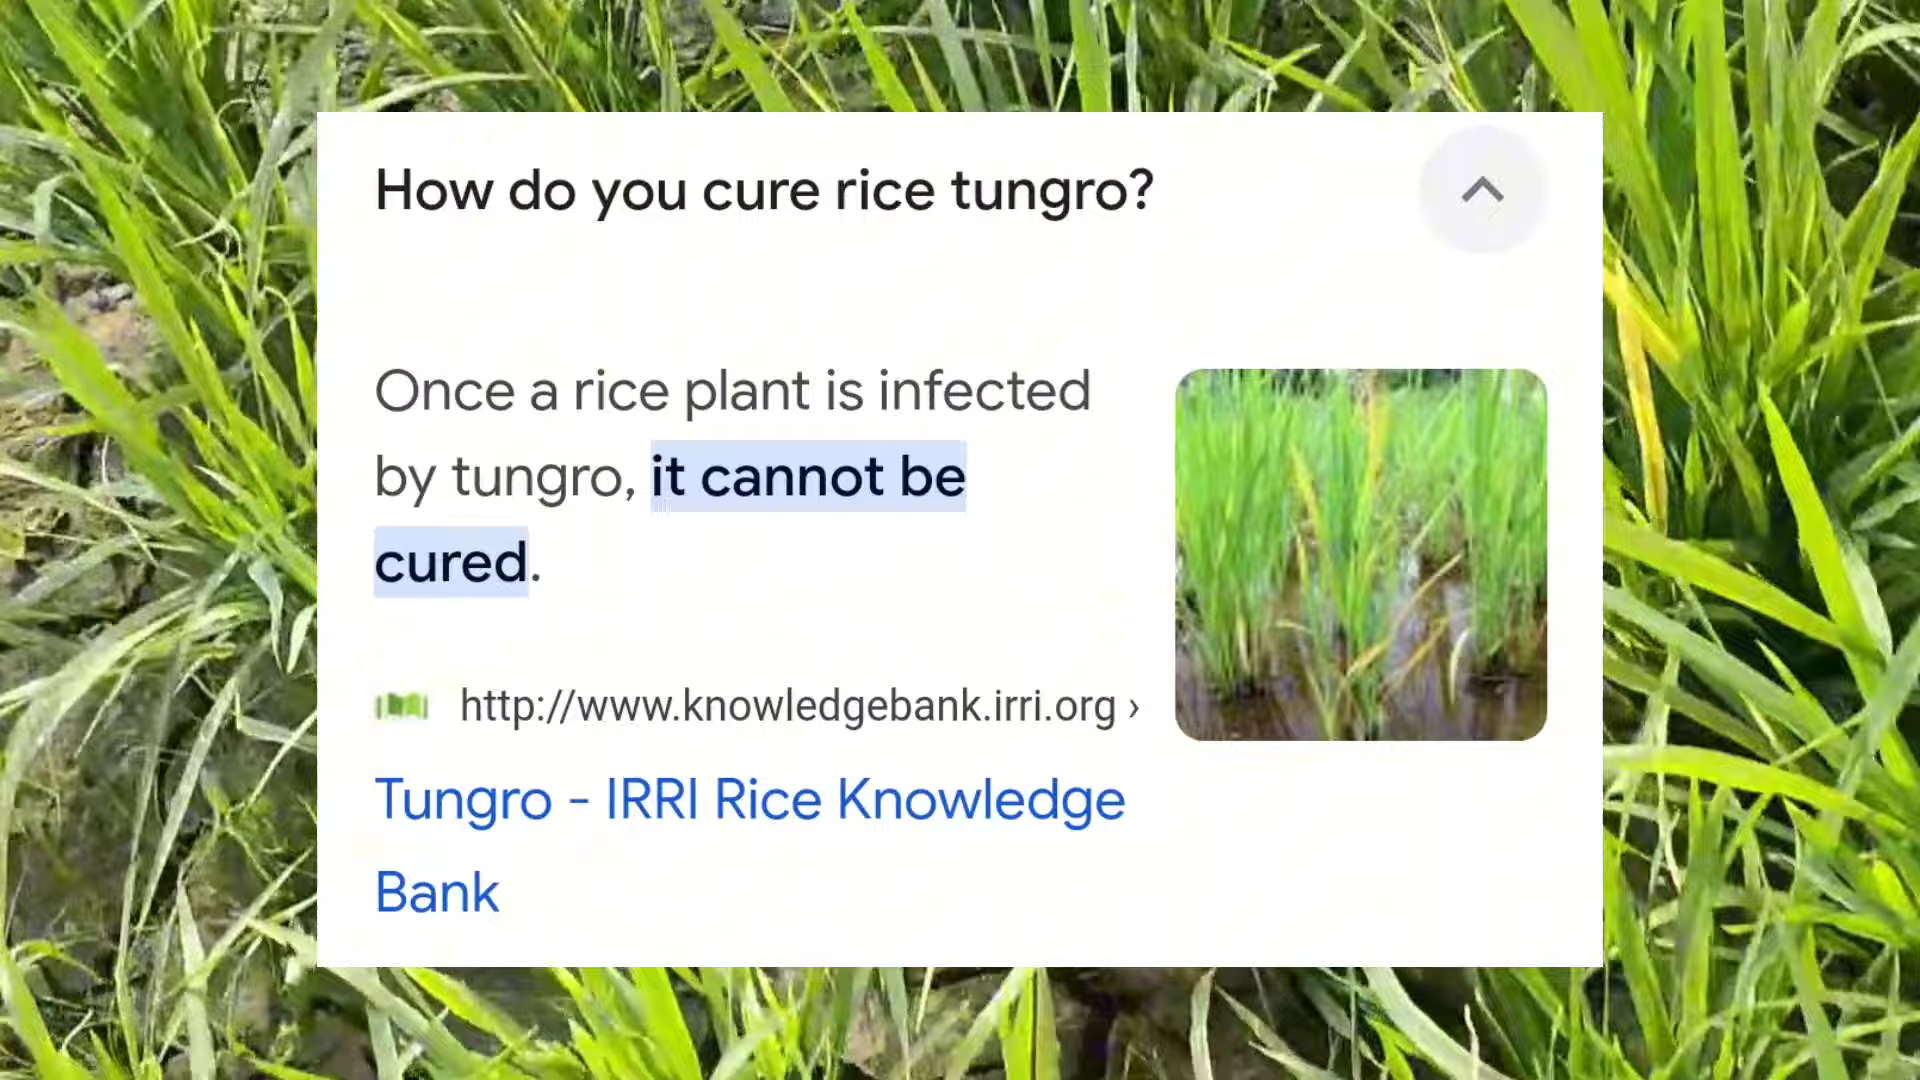 How do you cure rice tungro?
Once a rice plant is infected
by tungro, it cannot be
cured.
http://www.knowledgebank.irri.org ›
Tungro - IRRI Rice Knowledge
Bank